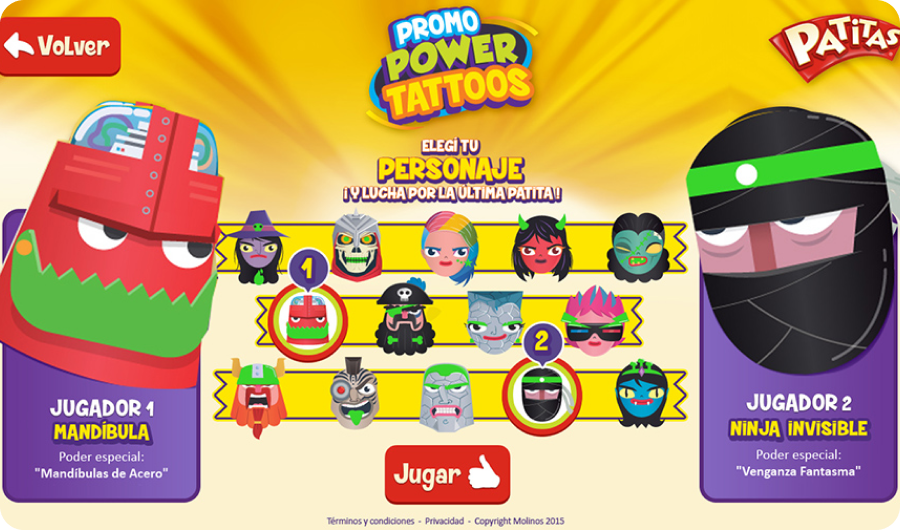 Volver
PROMO
POWER
TATTOOS
PATITAS
ELEGÍ TU
PERSONAJE
¡Y LUCHA POR LA ÚLTIMA PATITA!
1
2
JUGADOR 1
MANDÍBULA
Poder especial:
"Mandíbulas de Acero"
JUGADOR 2
NINJA INVISIBLE
Poder especial:
"Venganza Fantasma"
Jugar
Términos y condiciones - Privacidad - Copyright Molinos 2015